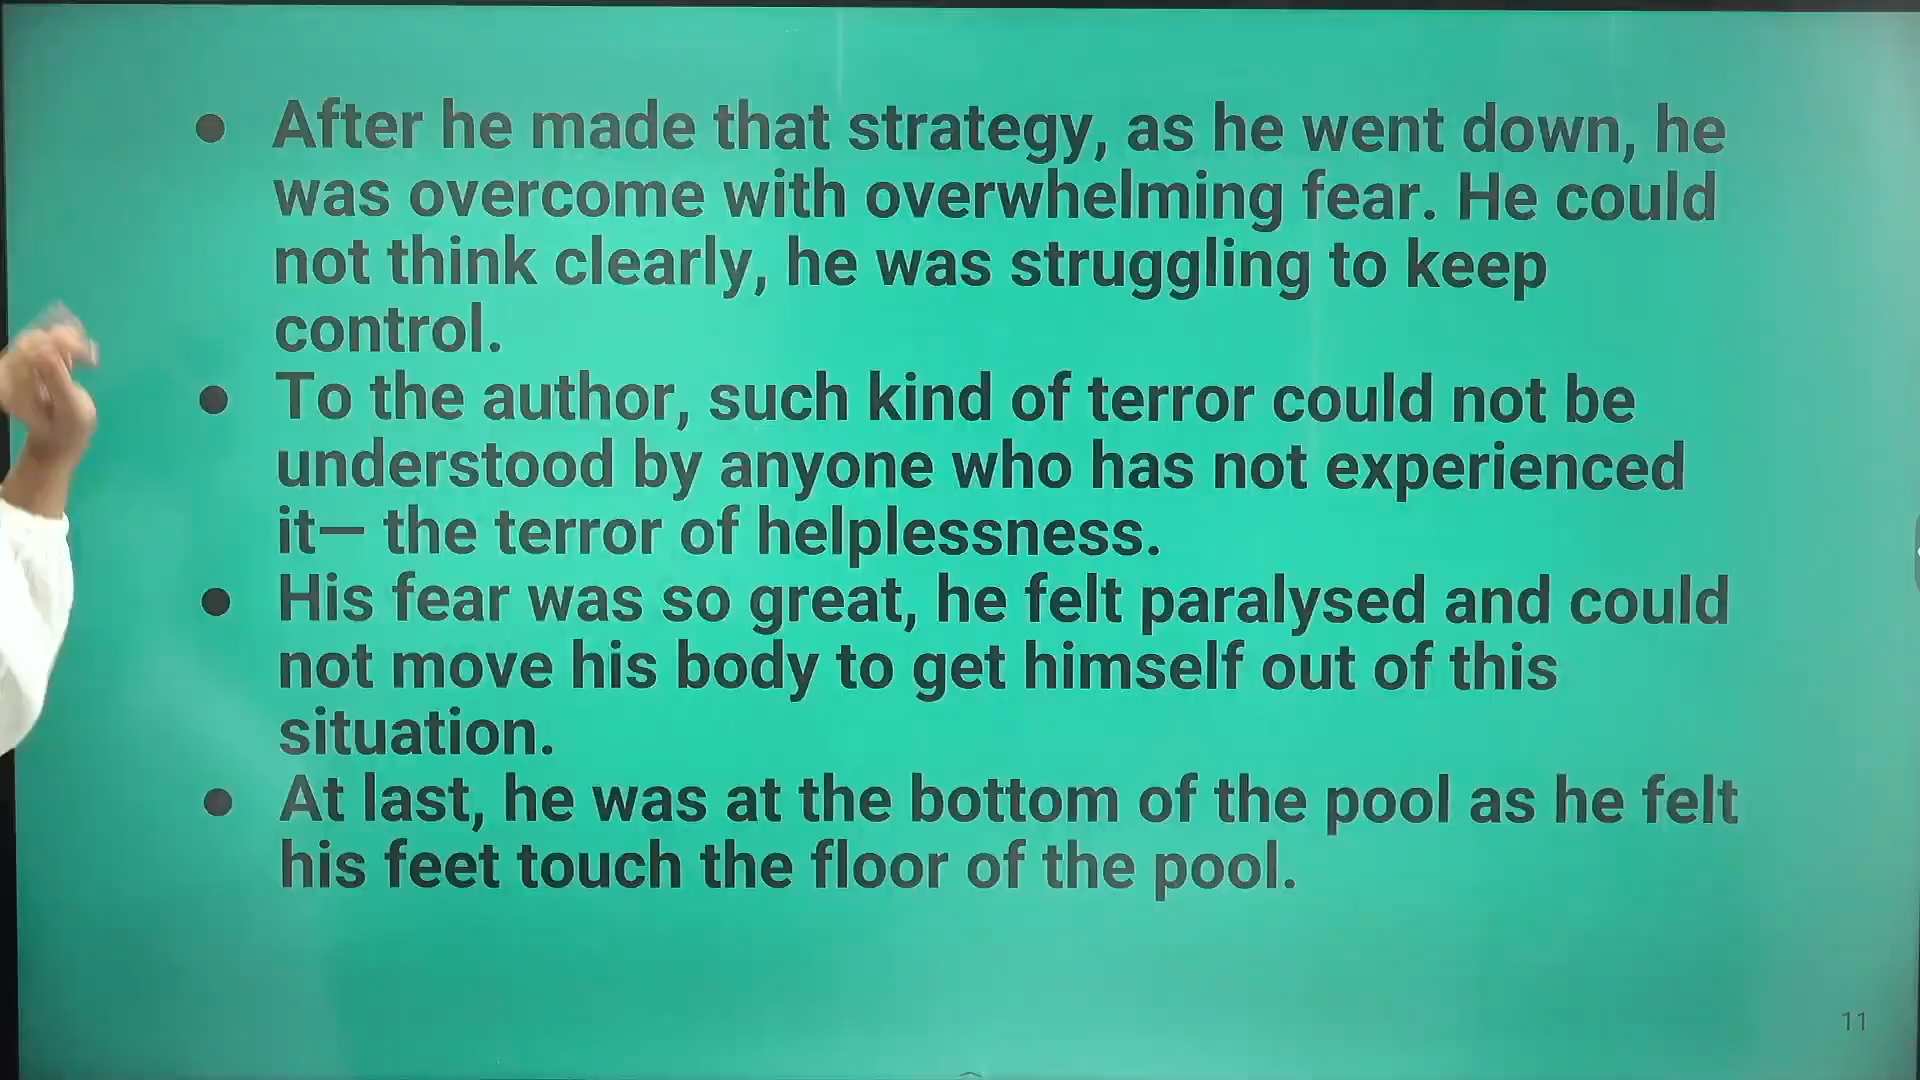 ● After he made that strategy, as he went down, he
was overcome with overwhelming fear. He could
not think clearly, he was struggling to keep
control.
● To the author, such kind of terror could not be
understood by anyone who has not experienced
it— the terror of helplessness.
● His fear was so great, he felt paralysed and could
not move his body to get himself out of this
situation.
● At last, he was at the bottom of the pool as he felt
his feet touch the floor of the pool.
11